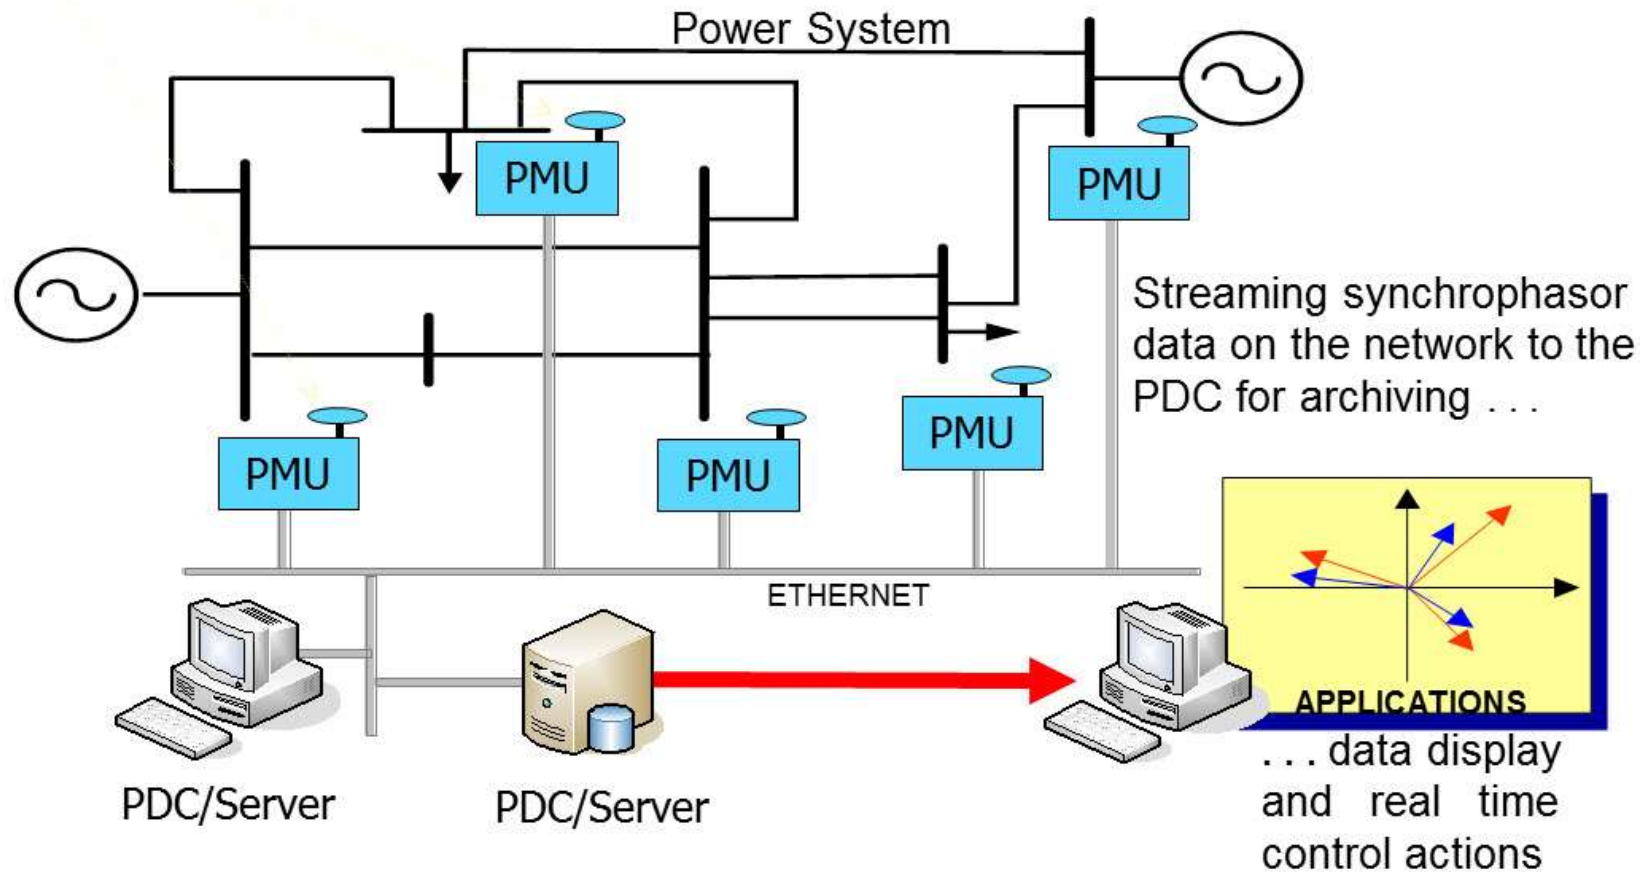 Power System
PMU
PMU
Streaming synchrophasor
data on the network to the
PDC for archiving . . .
PMU
PMU
PMU
ETHERNET
APPLICATIONS
. . . data display
and real time
control actions
PDC/Server
PDC/Server